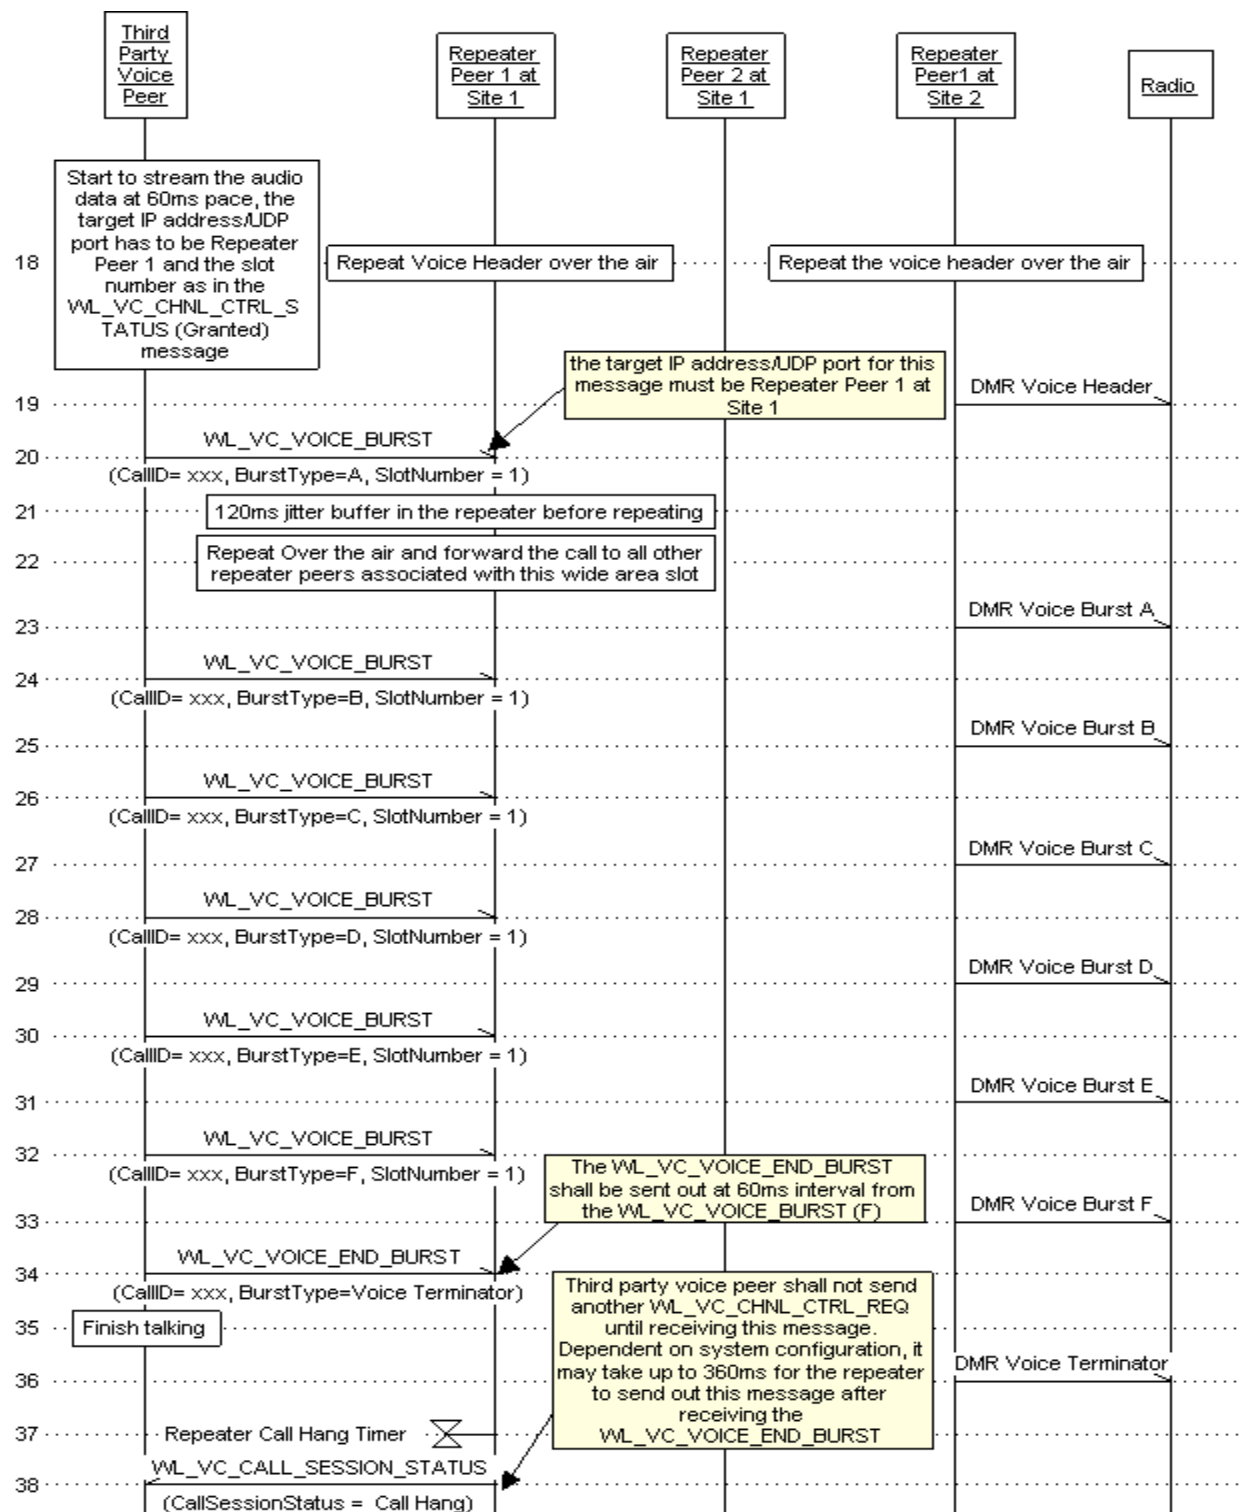 Third
Party
Voice
Peer
Repeater
Peer 1 at
Site 1
Repeater
Peer 2 at
Site 1
Repeater
Peer1 at
Site 2
Radio
Start to stream the audio
data at 60ms pace, the
target IP address/UDP
port has to be Repeater
Peer 1 and the slot
number as in the
WL_VC_CHNL_CTRL_S
TATUS (Granted)
message
18
Repeat Voice Header over the air
Repeat the voice header over the air
the target IP address/UDP port for this
message must be Repeater Peer 1 at
Site 1
DMR Voice Header
19
WL_VC_VOICE_BURST
20
(CallID= xxx, BurstType=A, SlotNumber = 1)
21
120ms jitter buffer in the repeater before repeating
22
Repeat Over the air and forward the call to all other
repeater peers associated with this wide area slot
DMR Voice Burst A
23
WL_VC_VOICE_BURST
24
(CallID= xxx, BurstType=B, SlotNumber = 1)
DMR Voice Burst B
25
WL_VC_VOICE_BURST
26
(CallID= xxx, BurstType=C, SlotNumber = 1)
DMR Voice Burst C
27
WL_VC_VOICE_BURST
28
(CallID= xxx, BurstType=D, SlotNumber = 1)
DMR Voice Burst D
29
WL_VC_VOICE_BURST
30
(CallID= xxx, BurstType=E, SlotNumber = 1)
DMR Voice Burst E
31
WL_VC_VOICE_BURST
32
(CallID= xxx, BurstType=F, SlotNumber = 1)
The WL_VC_VOICE_END_BURST
shall be sent out at 60ms interval from
the WL_VC_VOICE_BURST (F)
DMR Voice Burst F
33
WL_VC_VOICE_END_BURST
34
(CallID= xxx, BurstType=Voice Terminator)
Third party voice peer shall not send
another WL_VC_CHNL_CTRL_REQ
until receiving this message.
Dependent on system configuration, it
may take up to 360ms for the repeater
to send out this message after
receiving the
WL_VC_VOICE_END_BURST
35
Finish talking
DMR Voice Terminator
36
37
Repeater Call Hang Timer
WL_VC_CALL_SESSION_STATUS
38
(CallSessionStatus = Call Hang)